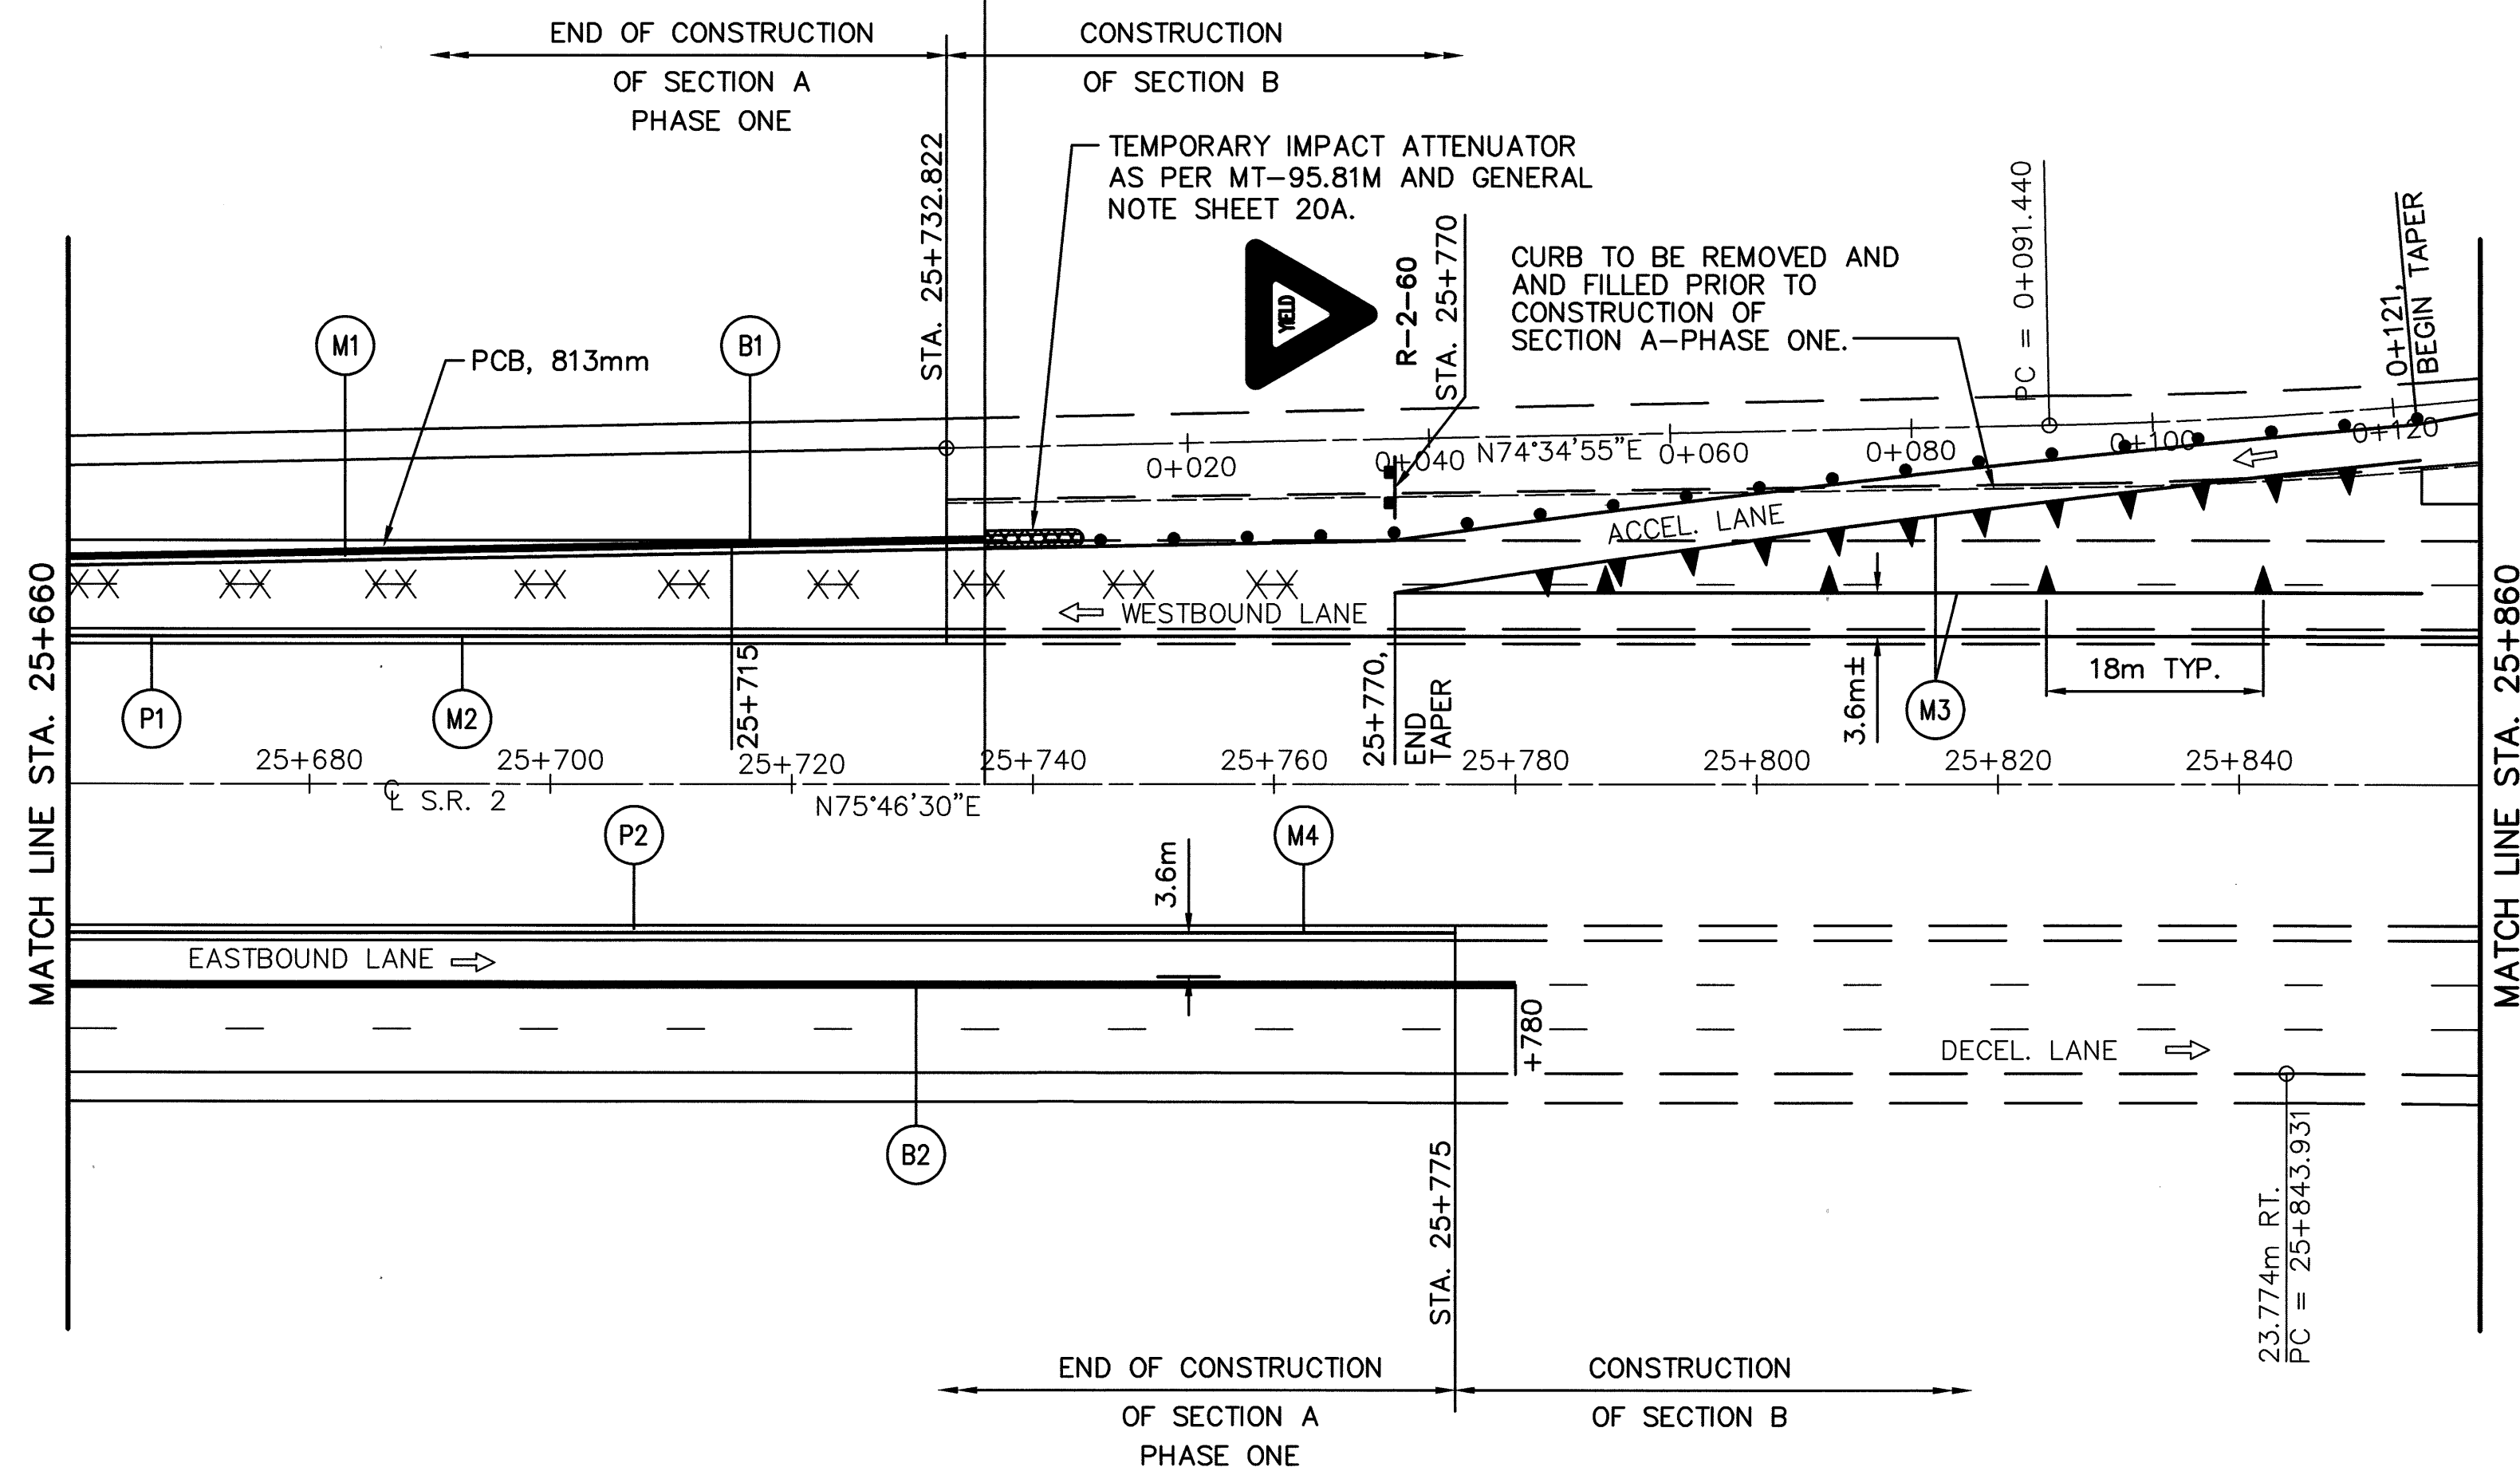 END OF CONSTRUCTION
OF SECTION A
PHASE ONE
CONSTRUCTION
OF SECTION B
STA. 25+732.822
TEMPORARY IMPACT ATTENUATOR
AS PER MT-95.81M AND GENERAL
NOTE SHEET 20A.
YIELD
R-2-60
STA. 25+770
CURB TO BE REMOVED AND
AND FILLED PRIOR TO
CONSTRUCTION OF
SECTION A-PHASE ONE.
PC = 0+091.440
0+121,
BEGIN TAPER
M1
PCB, 813mm
B1
0+020
0+040
N74°34'55"E
0+060
0+080
0+100
0+120
ACCEL. LANE
WESTBOUND LANE
MATCH LINE STA. 25+660
MATCH LINE STA. 25+860
P1
M2
25+715
25+770,
END
TAPER
3.6m±
M3
18m TYP.
25+680
25+700
25+720
25+740
25+760
25+780
25+800
25+820
25+840
℄ S.R. 2
N75°46'30"E
P2
3.6m
M4
EASTBOUND LANE
+780
DECEL. LANE
B2
STA. 25+775
23.774m RT.
PC = 25+843.931
END OF CONSTRUCTION
OF SECTION A
PHASE ONE
CONSTRUCTION
OF SECTION B